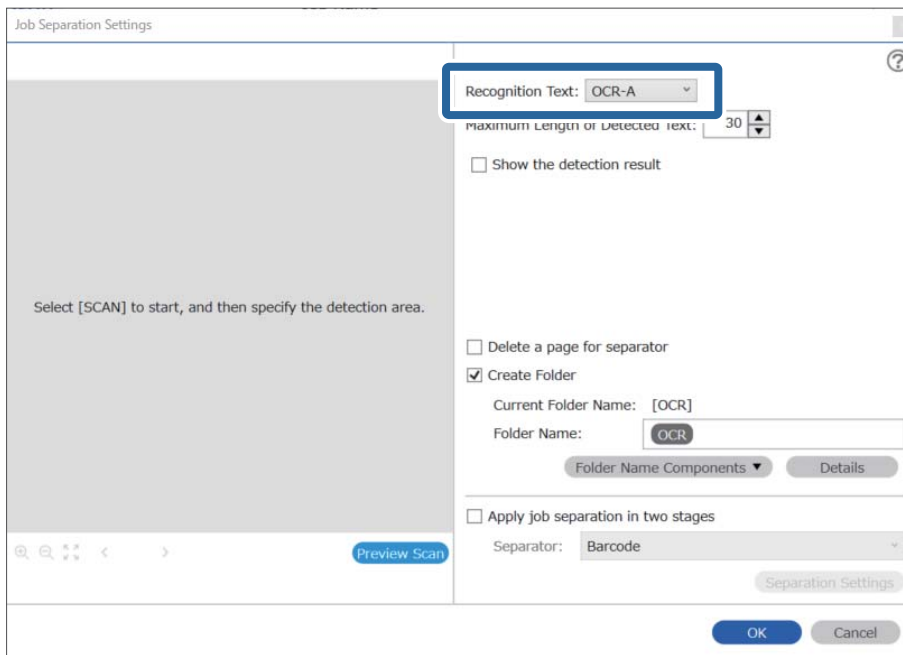 Job Separation Settings
?
Recognition Text: OCR-A
Maximum Length of Detected Text: 30
Show the detection result
Select [SCAN] to start, and then specify the detection area.
Delete a page for separator
Create Folder
Current Folder Name: [OCR]
Folder Name: OCR
Folder Name Components ▼ Details
Apply job separation in two stages
Separator: Barcode
Preview Scan
Separation Settings
OK Cancel